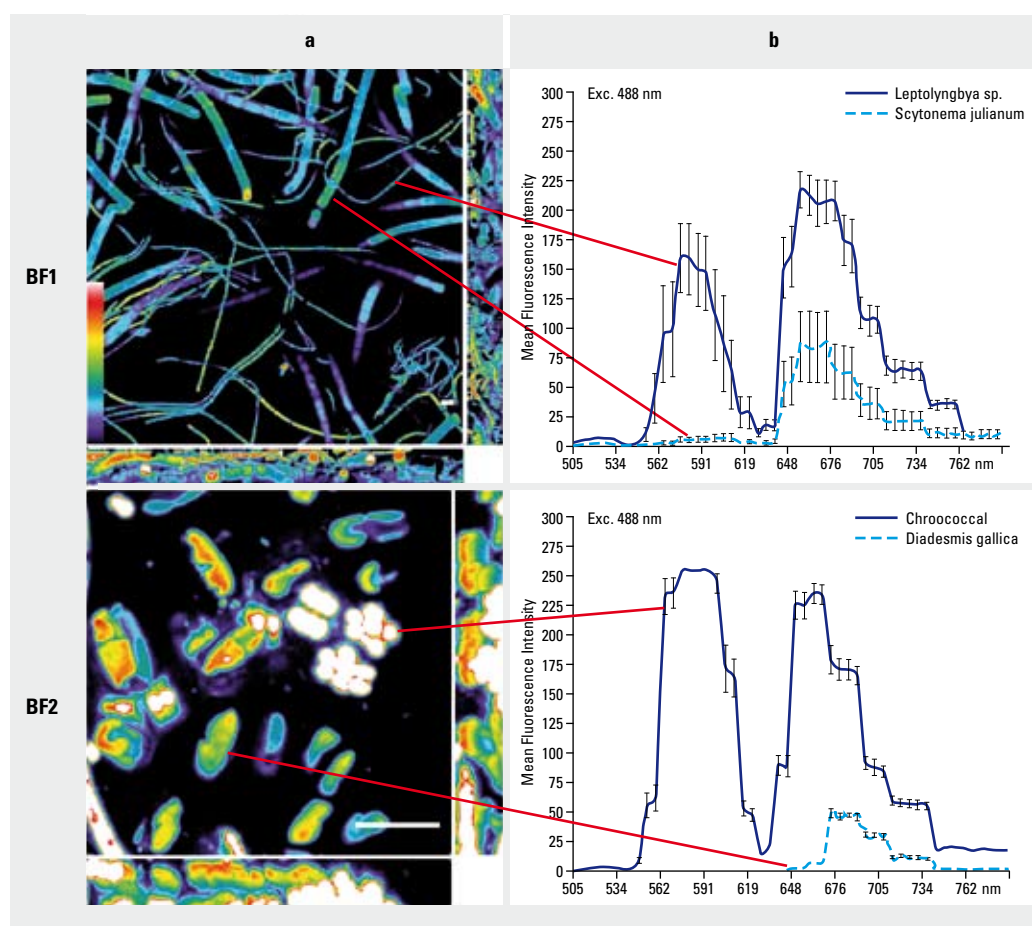 a
b
BF1
Exc. 488 nm
Leptolyngbya sp.
Scytonema julianum
Mean Fluorescence Intensity
300
275
250
225
200
175
150
125
100
75
50
25
0
505 534 562 591 619 648 676 705 734 762 nm
BF2
Exc. 488 nm
Chroococcal
Diadesmis gallica
Mean Fluorescence Intensity
300
275
250
225
200
175
150
125
100
75
50
25
0
505 534 562 591 619 648 676 705 734 762 nm